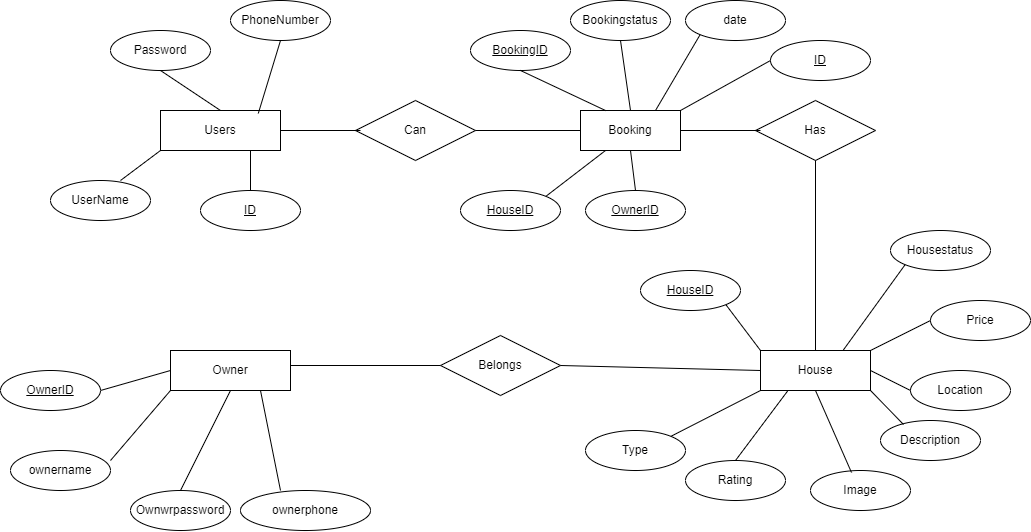 PhoneNumber
Password
Bookingstatus
date
BookingID
ID
Users
Can
Booking
Has
UserName
ID
HouseID
OwnerID
Housestatus
HouseID
Price
Belongs
Owner
House
OwnerID
Location
Description
Type
ownername
Rating
Image
Ownwrpassword
ownerphone